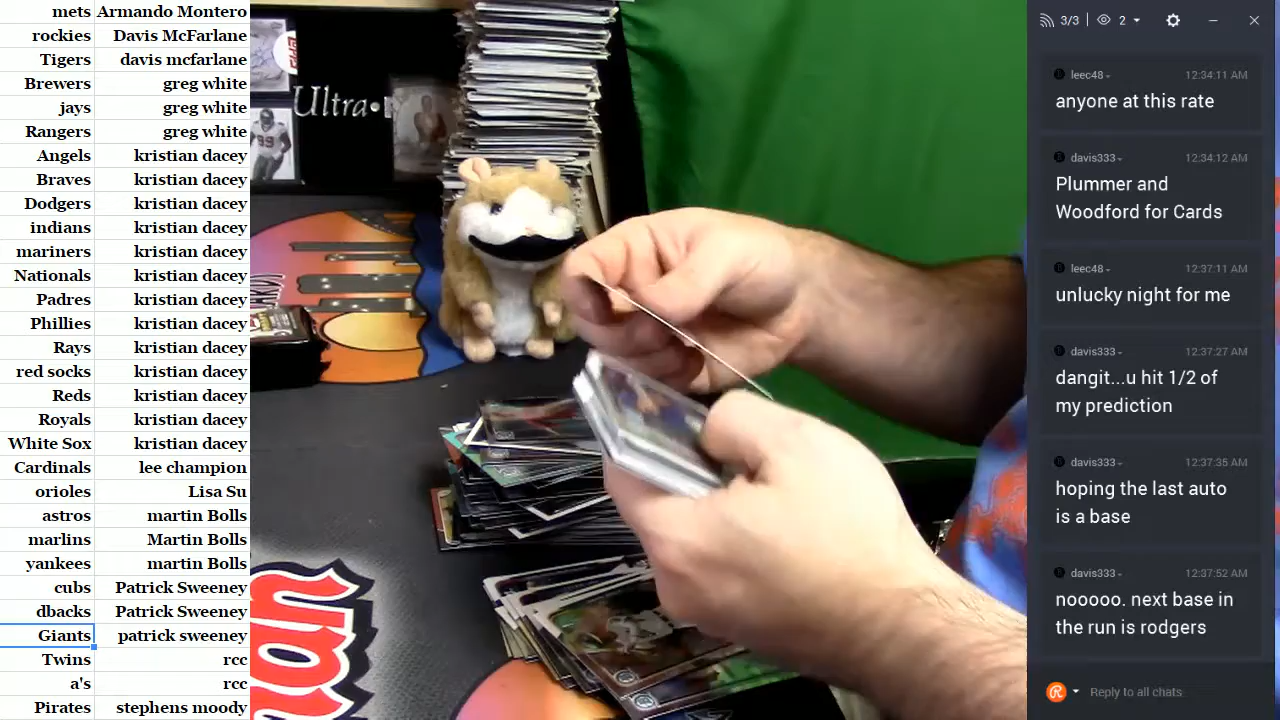 mets Armando Montero
rockies Davis McFarlane
Tigers davis mcfarlane
Brewers greg white
jays greg white
Rangers greg white
Angels kristian dacey
Braves kristian dacey
Dodgers kristian dacey
indians kristian dacey
mariners kristian dacey
Nationals kristian dacey
Padres kristian dacey
Phillies kristian dacey
Rays kristian dacey
red socks kristian dacey
Reds kristian dacey
Royals kristian dacey
White Sox kristian dacey
Cardinals lee champion
orioles Lisa Su
astros martin Bolls
marlins Martin Bolls
yankees martin Bolls
cubs Patrick Sweeney
dbacks Patrick Sweeney
Giants patrick sweeney
Twins rcc
a's rcc
Pirates stephens moody
Ultra
99
3/3 2
leec48 12:34:11 AM
anyone at this rate
davis333 12:34:12 AM
Plummer and
Woodford for Cards
leec48 12:37:11 AM
unlucky night for me
davis333 12:37:27 AM
dangit...u hit 1/2 of
my prediction
davis333 12:37:35 AM
hoping the last auto
is a base
davis333 12:37:52 AM
nooooo. next base in
the run is rodgers
Reply to all chats